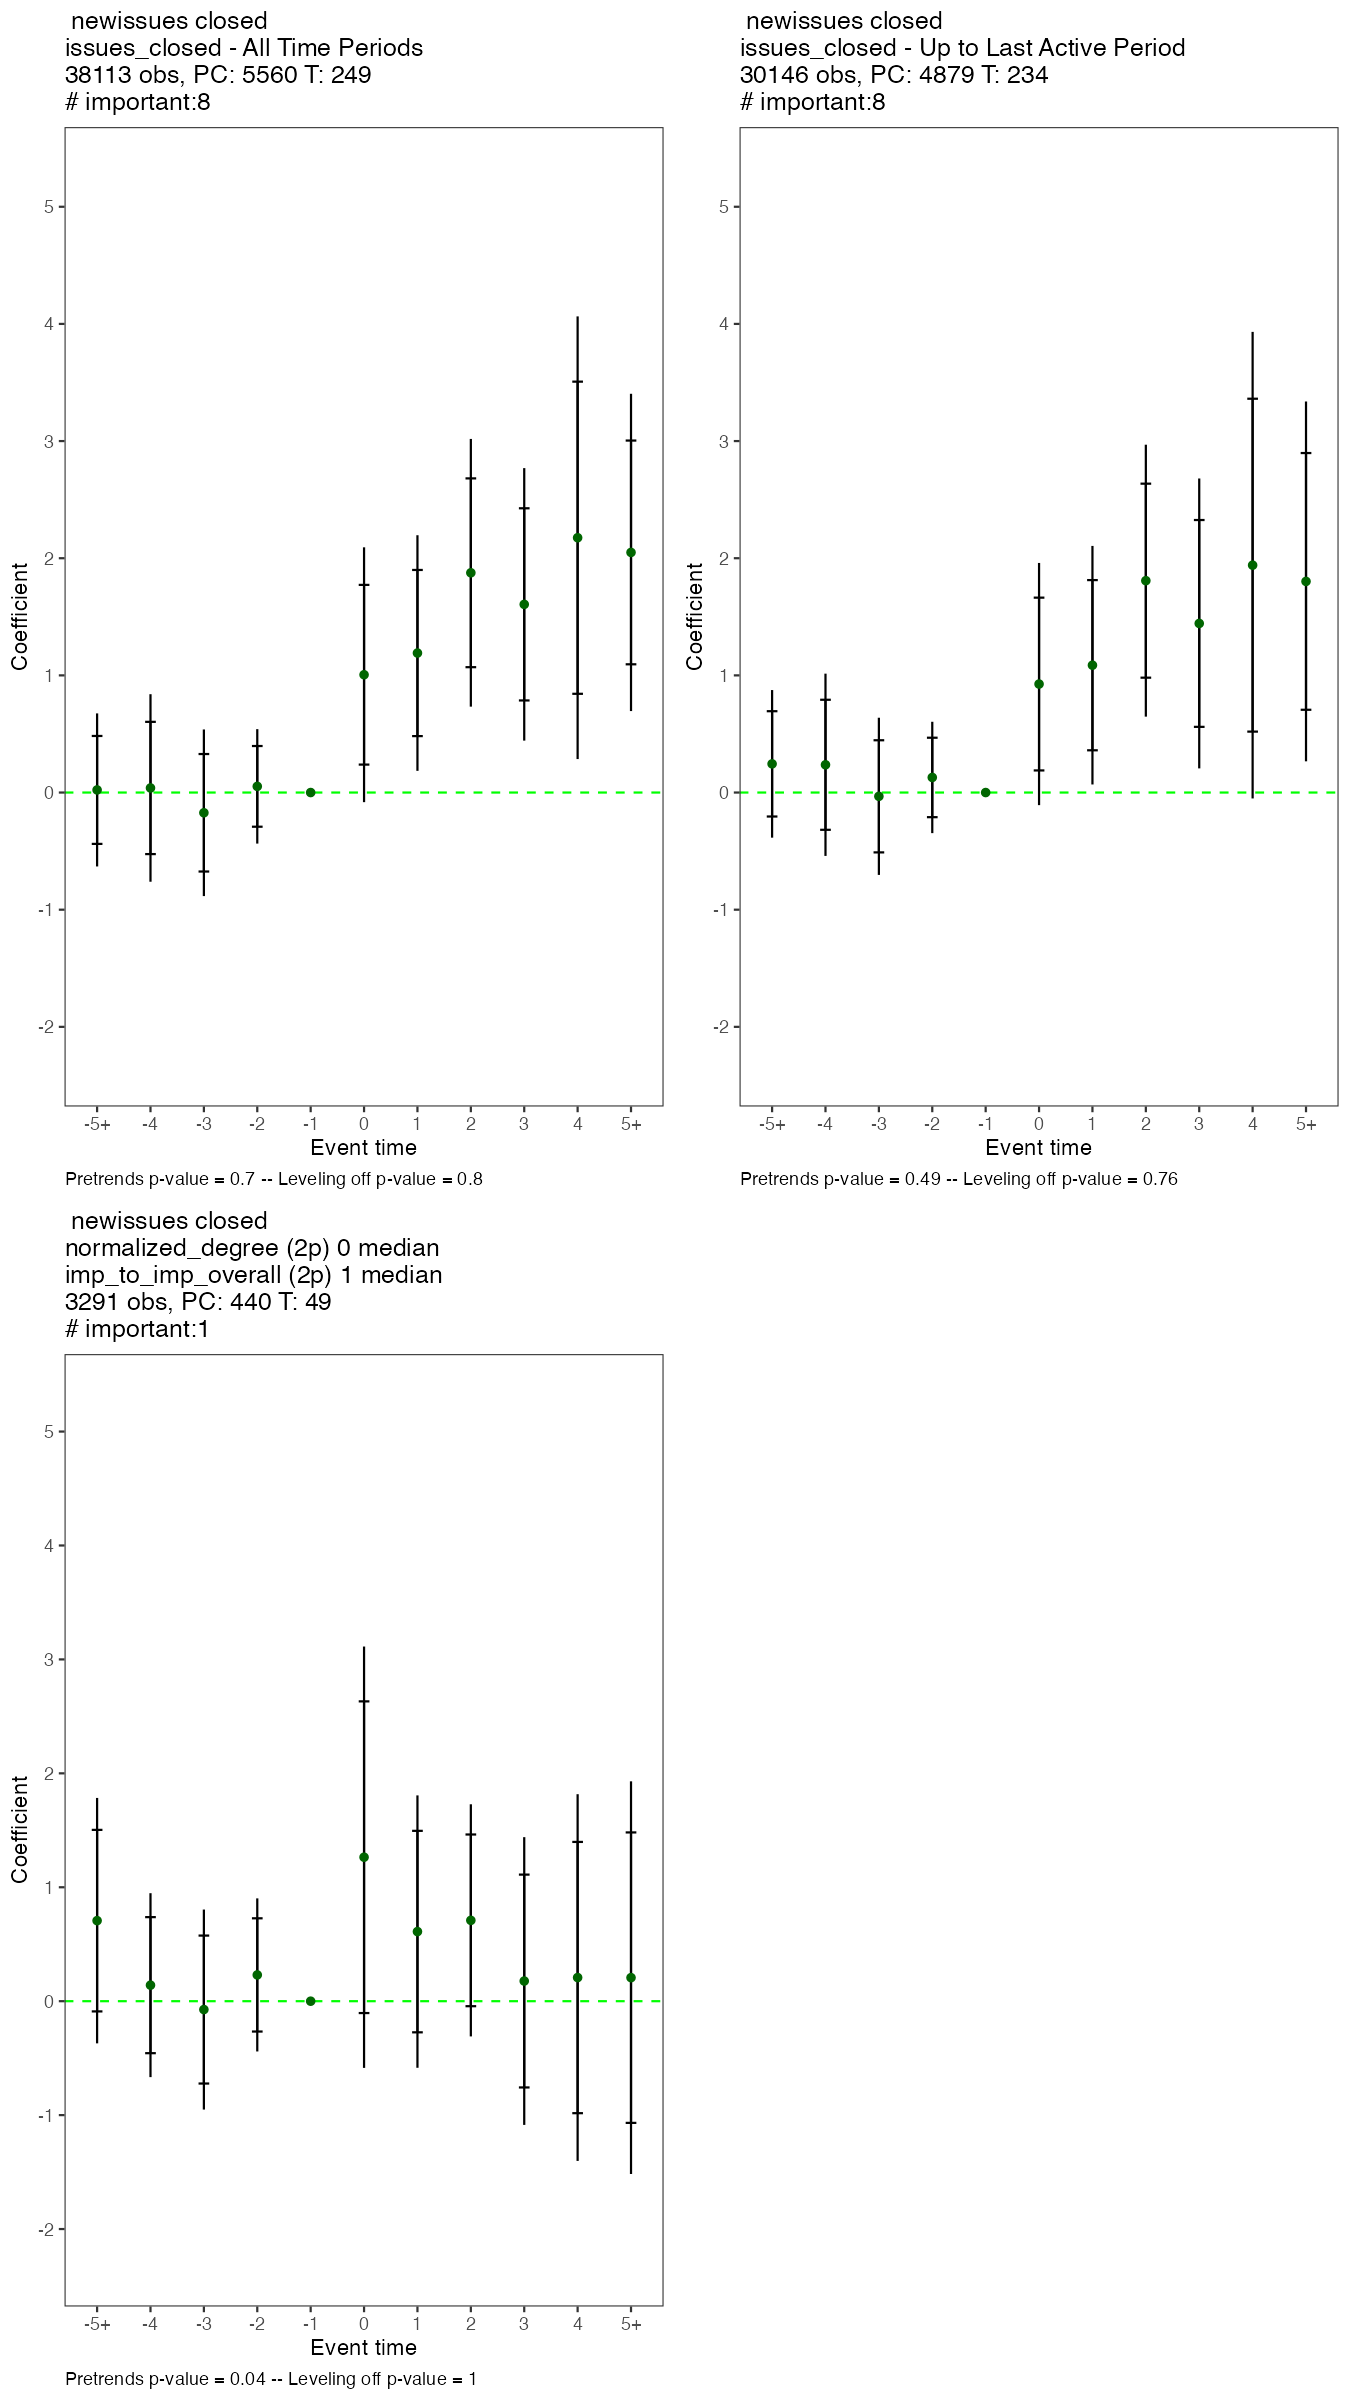 newissues closed
issues_closed - All Time Periods
38113 obs, PC: 5560 T: 249
# important:8
5
4
3
2
1
0
-1
-2
Coefficient
-5+ -4 -3 -2 -1 0 1 2 3 4 5+
Event time
Pretrends p-value = 0.7 -- Leveling off p-value = 0.8
newissues closed
issues_closed - Up to Last Active Period
30146 obs, PC: 4879 T: 234
# important:8
5
4
3
2
1
0
-1
-2
Coefficient
-5+ -4 -3 -2 -1 0 1 2 3 4 5+
Event time
Pretrends p-value = 0.49 -- Leveling off p-value = 0.76
newissues closed
normalized_degree (2p) 0 median
imp_to_imp_overall (2p) 1 median
3291 obs, PC: 440 T: 49
# important:1
5
4
3
2
1
0
-1
-2
Coefficient
-5+ -4 -3 -2 -1 0 1 2 3 4 5+
Event time
Pretrends p-value = 0.04 -- Leveling off p-value = 1